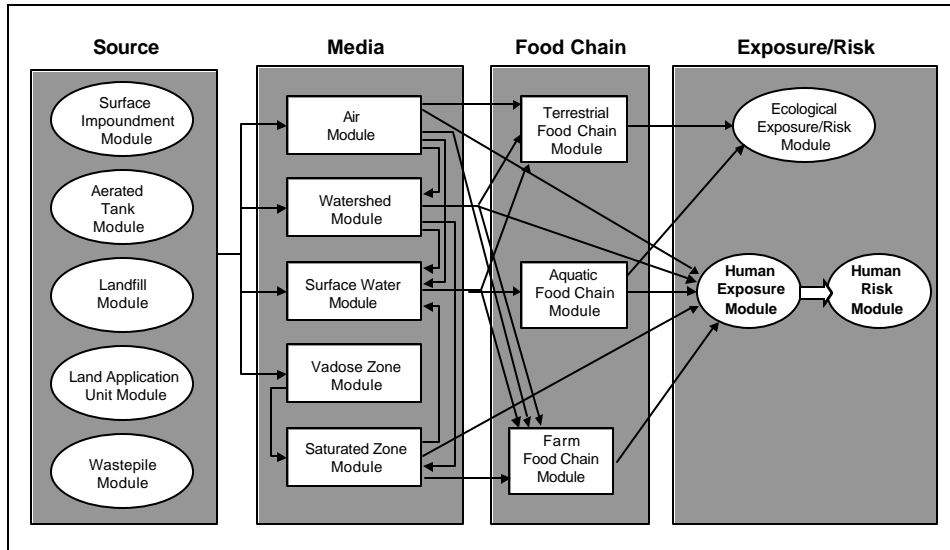 Source
Media
Food Chain
Exposure/Risk
Surface
Impoundment
Module
Aerated
Tank
Module
Landfill
Module
Land Application
Unit Module
Wastepile
Module
Air
Module
Watershed
Module
Surface Water
Module
Vadose Zone
Module
Saturated Zone
Module
Terrestrial
Food Chain
Module
Aquatic
Food Chain
Module
Farm
Food Chain
Module
Ecological
Exposure/Risk
Module
Human
Exposure
Module
Human
Risk
Module